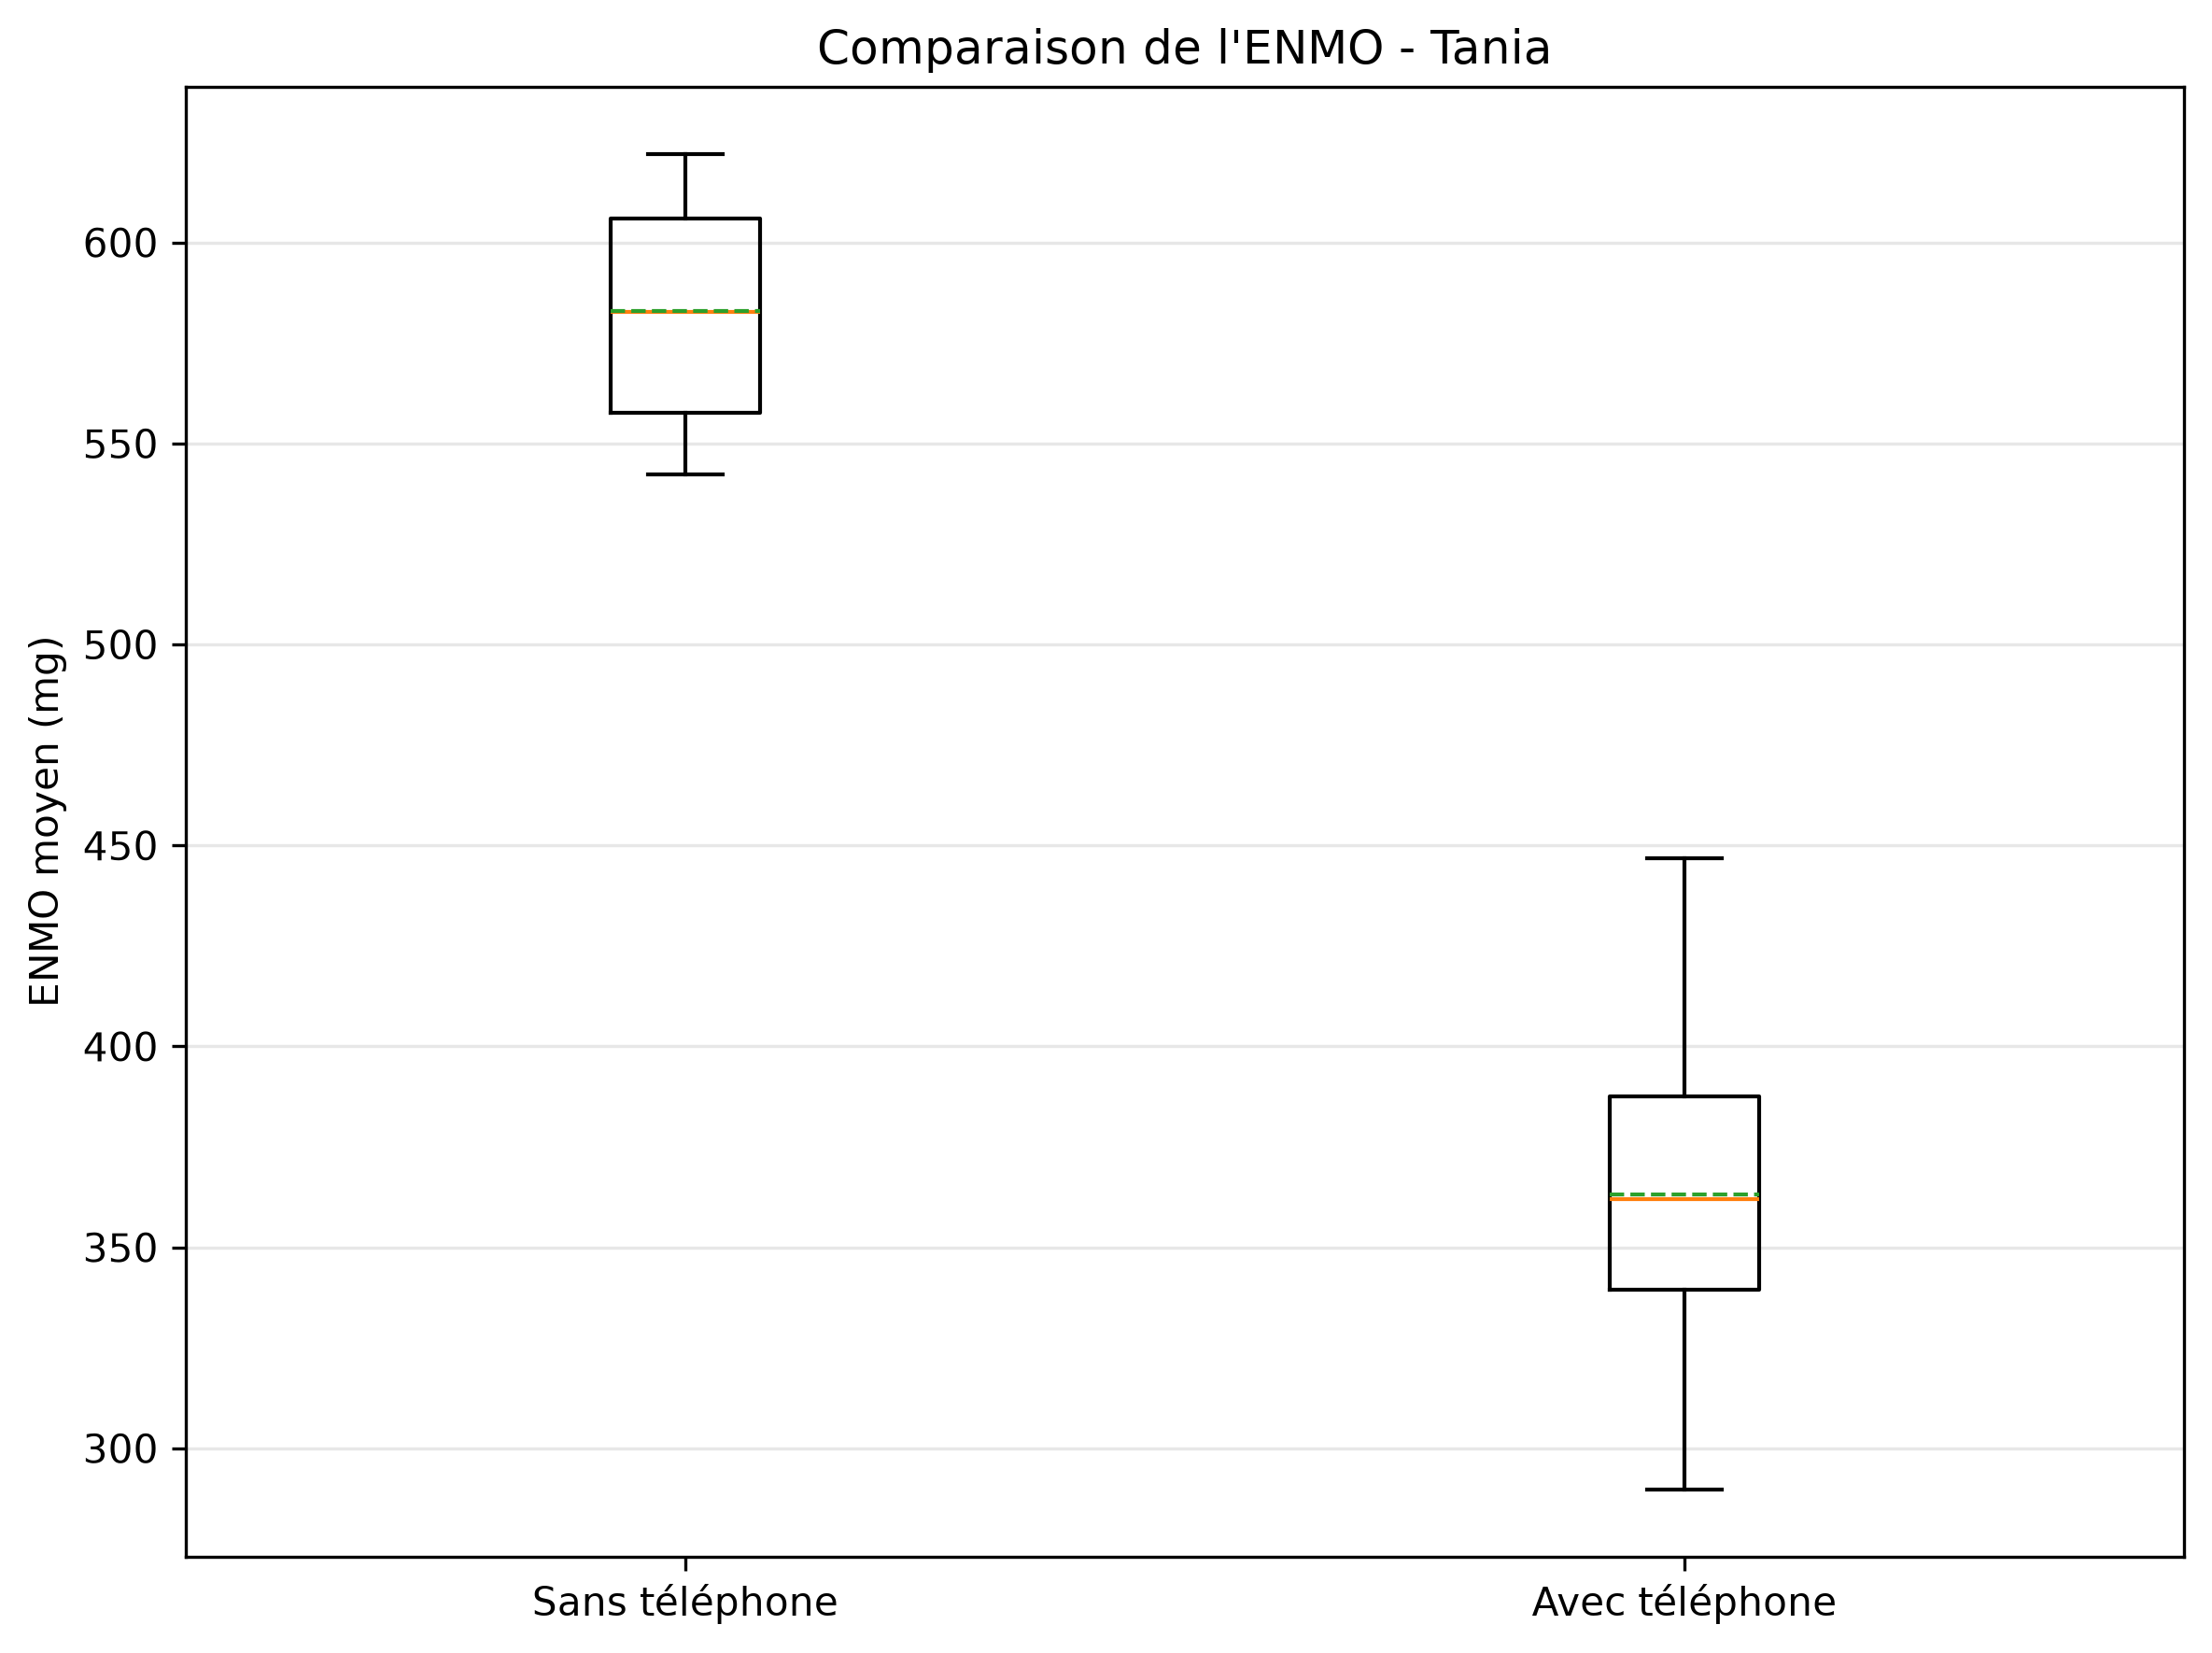 Comparaison de l'ENMO - Tania
ENMO moyen (mg)
600
550
500
450
400
350
300
Sans téléphone
Avec téléphone